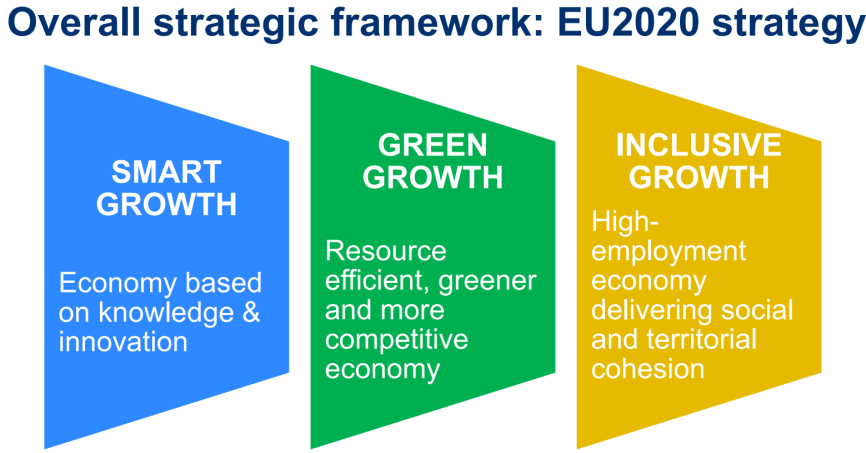 Overall strategic framework: EU2020 strategy
SMART
GROWTH
Economy based
on knowledge &
innovation
GREEN
GROWTH
Resource
efficient, greener
and more
competitive
economy
INCLUSIVE
GROWTH
High-
employment
economy
delivering social
and territorial
cohesion